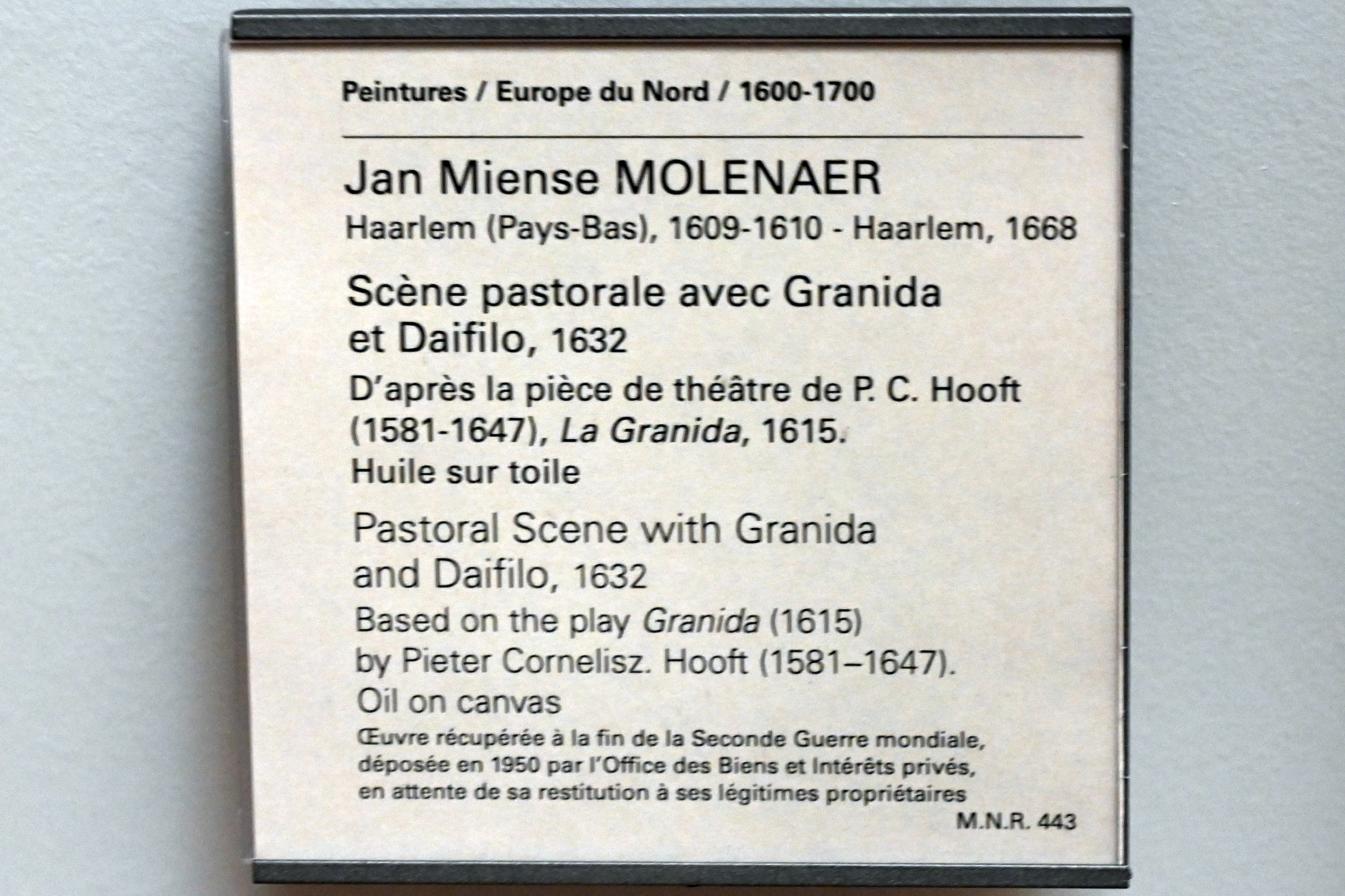 Peintures / Europe du Nord / 1600-1700
Jan Miense MOLENAER
Haarlem (Pays-Bas), 1609-1610 - Haarlem, 1668
Scène pastorale avec Granida
et Daifilo, 1632
D'après la pièce de théâtre de P. C. Hooft
(1581-1647), La Granida, 1615.
Huile sur toile
Pastoral Scene with Granida
and Daifilo, 1632
Based on the play Granida (1615)
by Pieter Cornelisz. Hooft (1581–1647).
Oil on canvas
Œuvre récupérée à la fin de la Seconde Guerre mondiale,
déposée en 1950 par l'Office des Biens et Intérêts privés,
en attente de sa restitution à ses légitimes propriétaires
M.N.R. 443